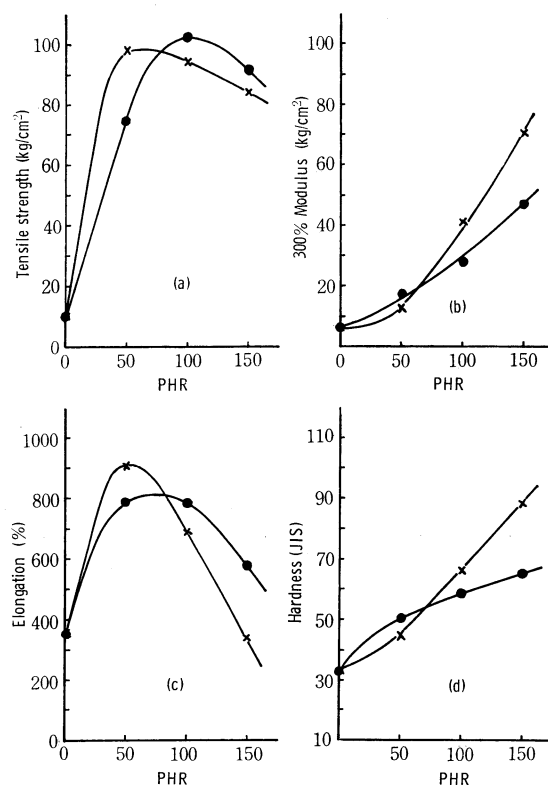 100
80
60
40
20
0
Tensile strength (kg/cm²)
(a)
0 50 100 150
PHR
100
80
60
40
20
0
300% Modulus (kg/cm²)
(b)
0 50 100 150
PHR
1000
800
600
400
200
0
Elongation (%)
(c)
0 50 100 150
PHR
110
90
70
50
30
10
Hardness (JIS)
(d)
50 100 150
PHR